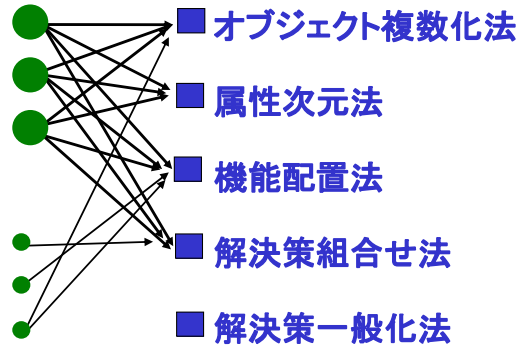 オブジェクト複数化法
属性次元法
機能配置法
解決策組合せ法
解決策一般化法